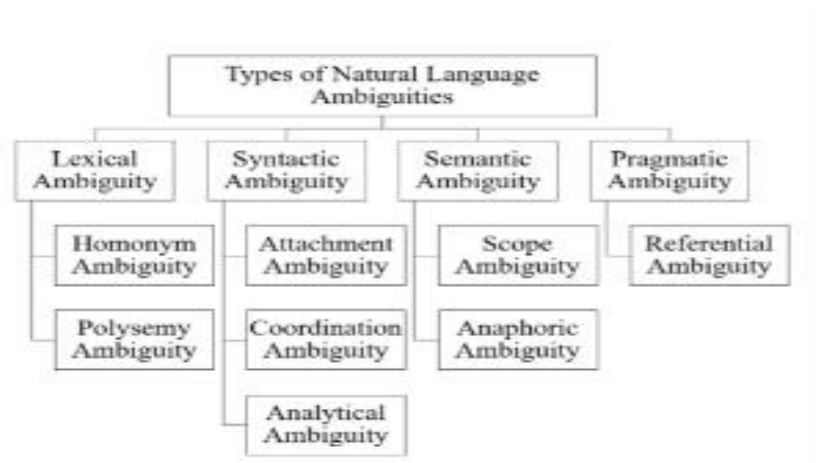 Types of Natural Language
Ambiguities
Lexical
Ambiguity
Syntactic
Ambiguity
Semantic
Ambiguity
Pragmatic
Ambiguity
Homonym
Ambiguity
Attachment
Ambiguity
Scope
Ambiguity
Referential
Ambiguity
Polysemy
Ambiguity
Coordination
Ambiguity
Anaphoric
Ambiguity
Analytical
Ambiguity